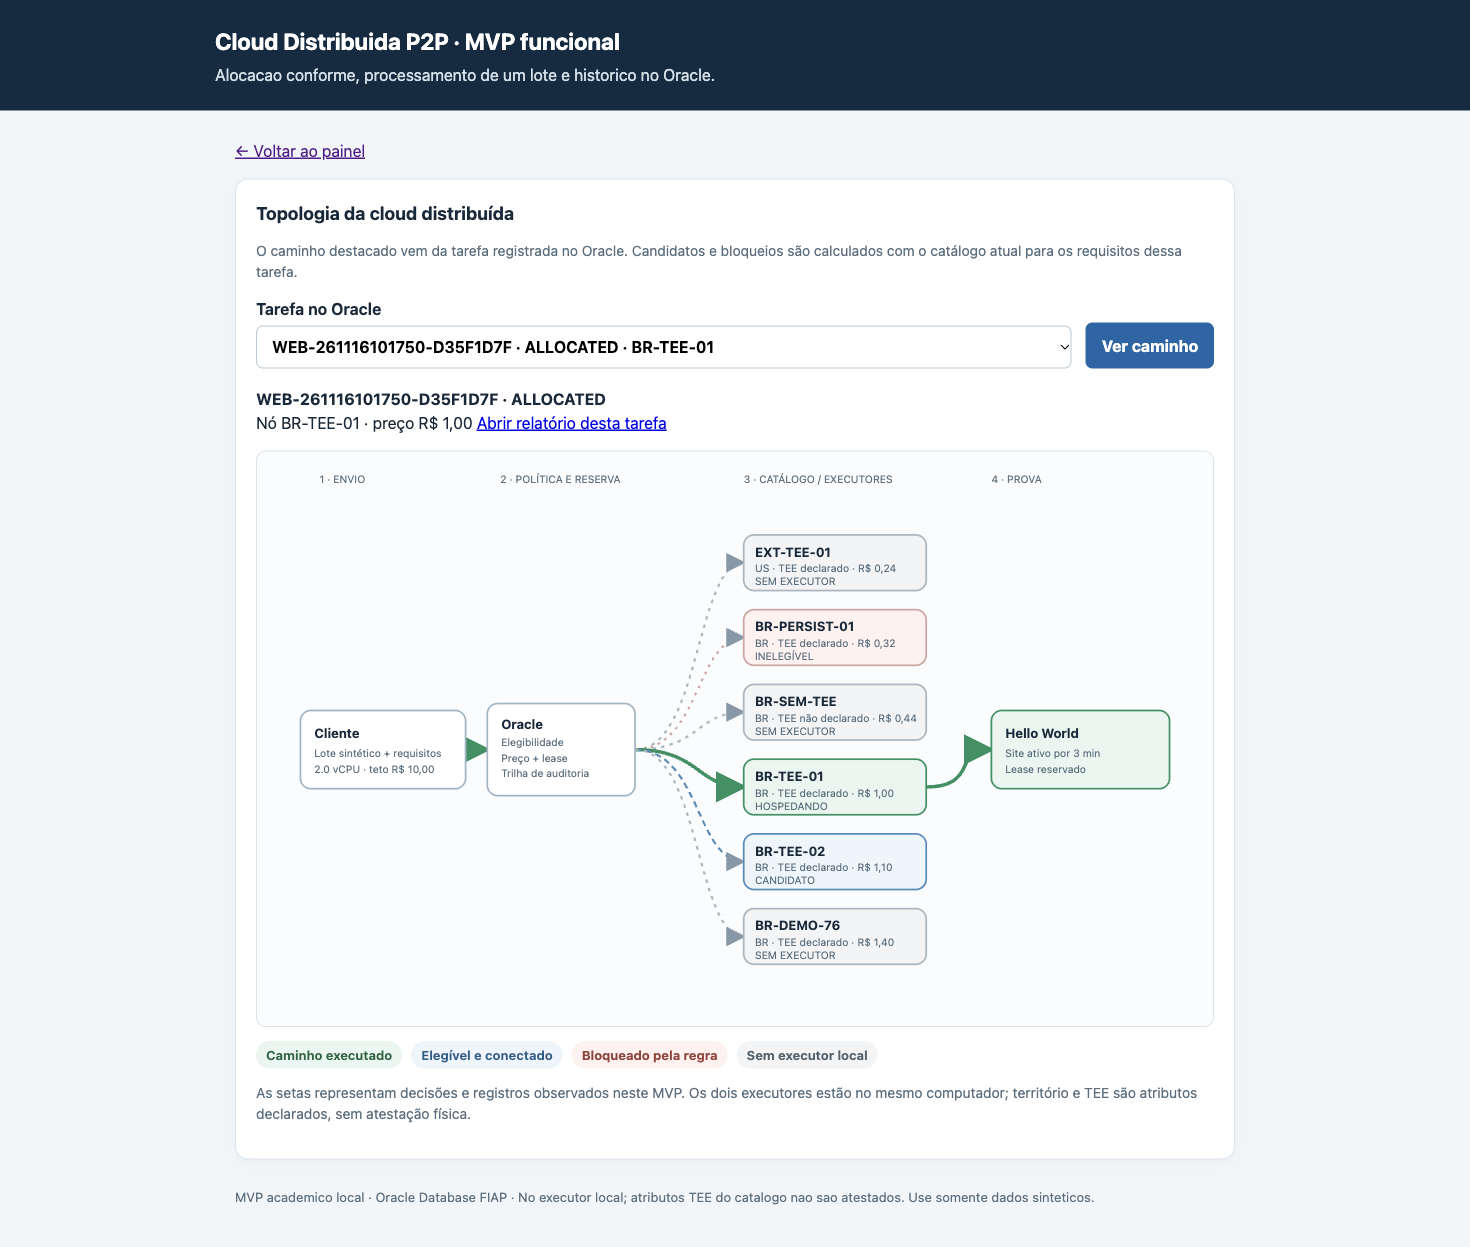 Cloud Distribuida P2P · MVP funcional
Alocacao conforme, processamento de um lote e historico no Oracle.
← Voltar ao painel
Topologia da cloud distribuída
O caminho destacado vem da tarefa registrada no Oracle. Candidatos e bloqueios são calculados com o catálogo atual para os requisitos dessa
tarefa.
Tarefa no Oracle
WEB-261116101750-D35F1D7F · ALLOCATED · BR-TEE-01
Ver caminho
WEB-261116101750-D35F1D7F · ALLOCATED
Nó BR-TEE-01 · preço R$ 1,00 Abrir relatório desta tarefa
1 · ENVIO
2 · POLÍTICA E RESERVA
3 · CATÁLOGO / EXECUTORES
4 · PROVA
Cliente
Lote sintético + requisitos
2.0 vCPU · teto R$ 10,00
Oracle
Elegibilidade
Preço + lease
Trilha de auditoria
EXT-TEE-01
US · TEE declarado · R$ 0,24
SEM EXECUTOR
BR-PERSIST-01
BR · TEE declarado · R$ 0,32
INELEGÍVEL
BR-SEM-TEE
BR · TEE não declarado · R$ 0,44
SEM EXECUTOR
BR-TEE-01
BR · TEE declarado · R$ 1,00
HOSPEDANDO
BR-TEE-02
BR · TEE declarado · R$ 1,10
CANDIDATO
BR-DEMO-76
BR · TEE declarado · R$ 1,40
SEM EXECUTOR
Hello World
Site ativo por 3 min
Lease reservado
Caminho executado
Elegível e conectado
Bloqueado pela regra
Sem executor local
As setas representam decisões e registros observados neste MVP. Os dois executores estão no mesmo computador; território e TEE são atributos
declarados, sem atestação física.
MVP academico local · Oracle Database FIAP · No executor local; atributos TEE do catalogo nao sao atestados. Use somente dados sinteticos.